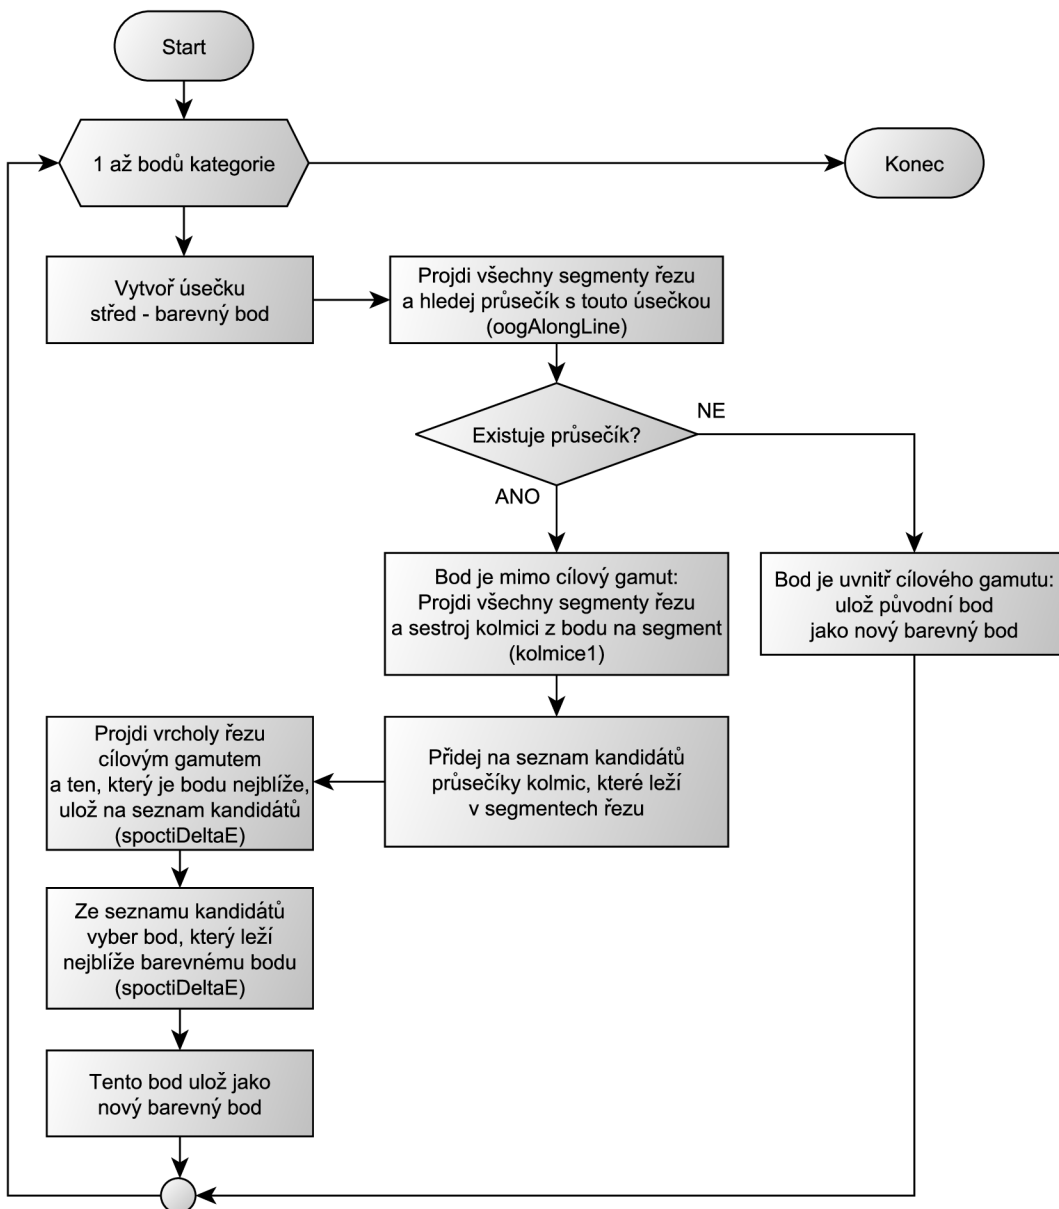 Start
1 až bodů kategorie
Konec
Vytvoř úsečku
střed - barevný bod
Projdi všechny segmenty řezu
a hledej průsečík s touto úsečkou
(oogAlongLine)
Existuje průsečík?
NE
ANO
Bod je mimo cílový gamut:
Projdi všechny segmenty řezu
a sestroj kolmici z bodu na segment
(kolmice1)
Bod je uvnitř cílového gamutu:
ulož původní bod
jako nový barevný bod
Přidej na seznam kandidátů
průsečíky kolmic, které leží
v segmentech řezu
Projdi vrcholy řezu
cílovým gamutem
a ten, který je bodu nejblíže,
ulož na seznam kandidátů
(spoctiDeltaE)
Ze seznamu kandidátů
vyber bod, který leží
nejblíže barevnému bodu
(spoctiDeltaE)
Tento bod ulož jako
nový barevný bod